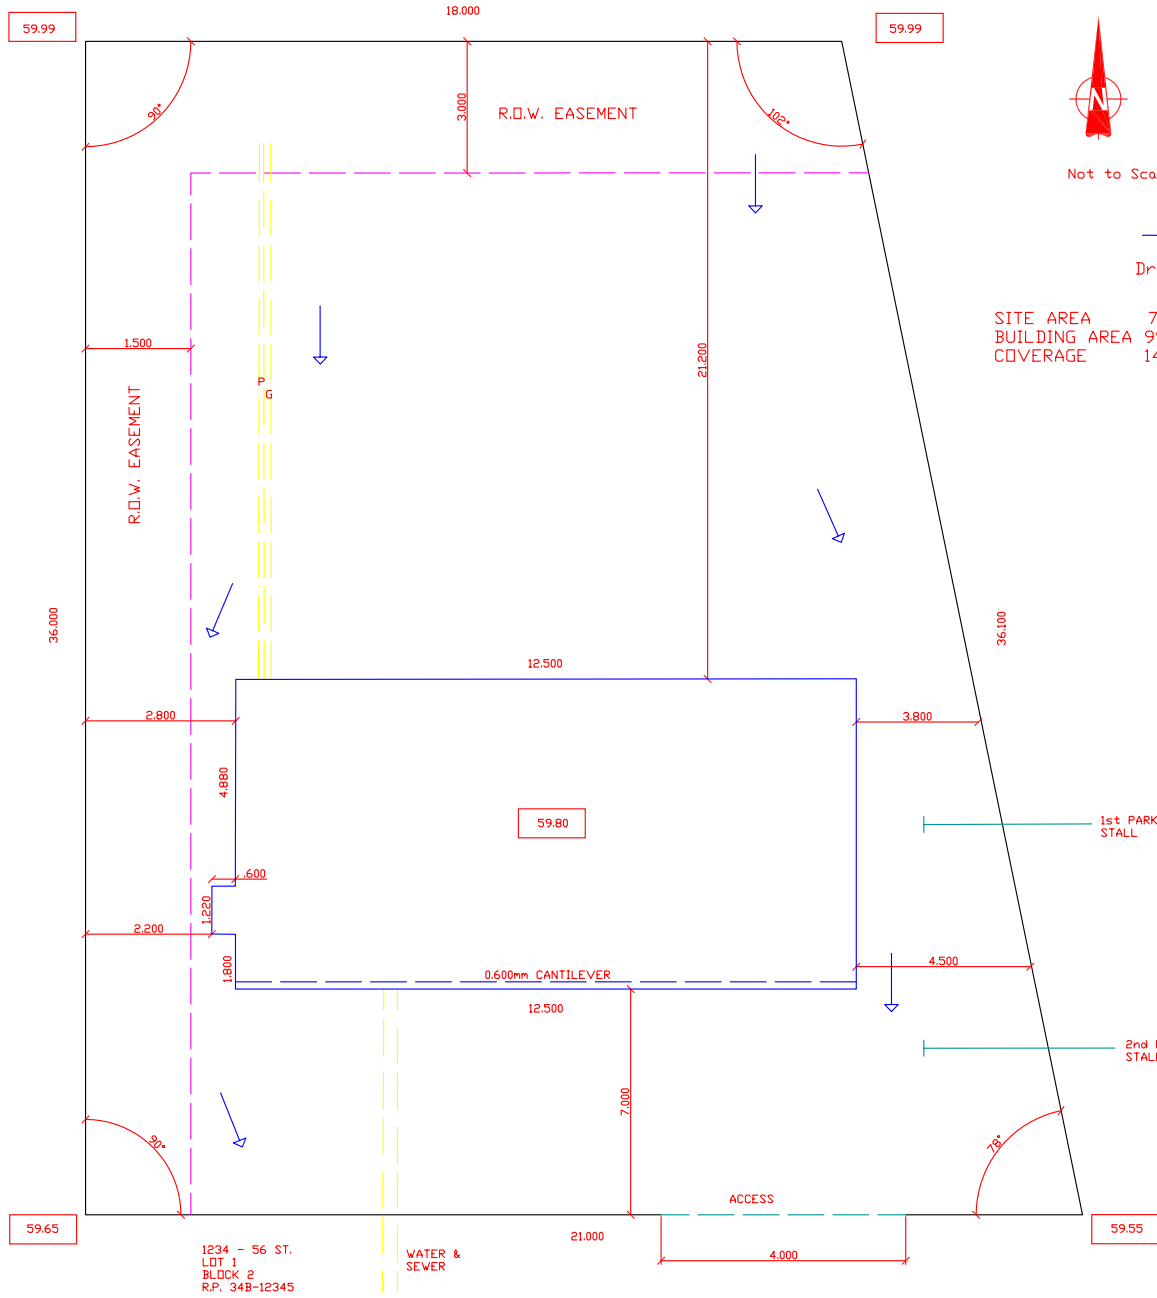 18.000
59.99
59.99
90°
3.000
R.O.W. EASEMENT
102°
N
Not to Sca
Dr
SITE AREA 7
BUILDING AREA 9
COVERAGE 14
1.500
21.200
P
G
R.O.W. EASEMENT
36.000
36.100
12.500
2.800
3.800
4.880
59.80
1st PARK
STALL
.600
1.220
2.200
1.800
0.600mm CANTILEVER
4.500
12.500
2nd
STALL
7.000
90°
78°
ACCESS
59.65
21.000
59.55
1234 - 56 ST.
LOT 1
BLOCK 2
R.P. 34B-12345
WATER &
SEWER
4.000